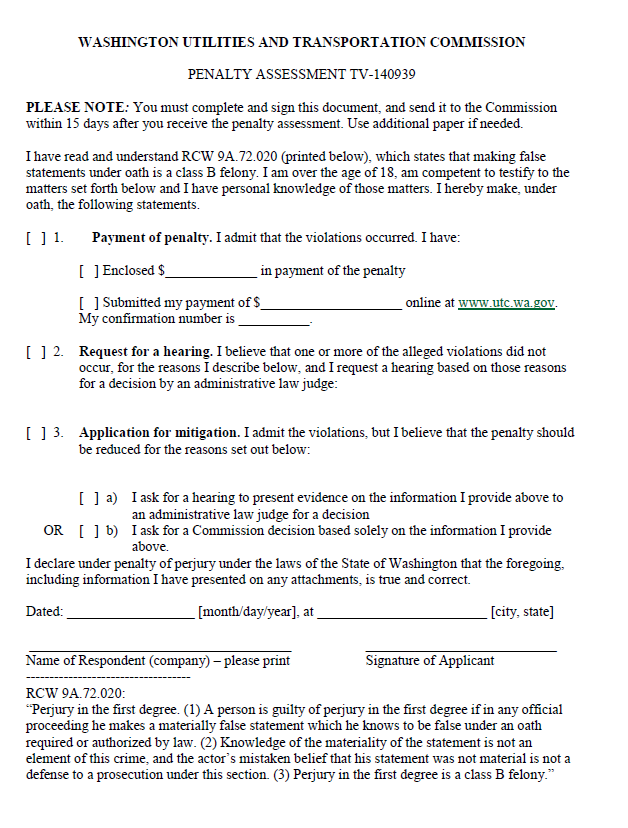 WASHINGTON UTILITIES AND TRANSPORTATION COMMISSION
PENALTY ASSESSMENT TV-140939
PLEASE NOTE: You must complete and sign this document, and send it to the Commission
within 15 days after you receive the penalty assessment. Use additional paper if needed.
I have read and understand RCW 9A.72.020 (printed below), which states that making false
statements under oath is a class B felony. I am over the age of 18, am competent to testify to the
matters set forth below and I have personal knowledge of those matters. I hereby make, under
oath, the following statements.
[ ] 1. Payment of penalty. I admit that the violations occurred. I have:
[ ] Enclosed $______________ in payment of the penalty
[ ] Submitted my payment of $_____________________ online at www.utc.wa.gov.
My confirmation number is ___________.
[ ] 2. Request for a hearing. I believe that one or more of the alleged violations did not
occur, for the reasons I describe below, and I request a hearing based on those reasons
for a decision by an administrative law judge:
[ ] 3. Application for mitigation. I admit the violations, but I believe that the penalty should
be reduced for the reasons set out below:
[ ] a) I ask for a hearing to present evidence on the information I provide above to
an administrative law judge for a decision
OR [ ] b) I ask for a Commission decision based solely on the information I provide
above.
I declare under penalty of perjury under the laws of the State of Washington that the foregoing,
including information I have presented on any attachments, is true and correct.
Dated: ____________________ [month/day/year], at __________________________ [city, state]
Name of Respondent (company) – please print Signature of Applicant
-----------------------------------
RCW 9A.72.020:
“Perjury in the first degree. (1) A person is guilty of perjury in the first degree if in any official
proceeding he makes a materially false statement which he knows to be false under an oath
required or authorized by law. (2) Knowledge of the materiality of the statement is not an
element of this crime, and the actor’s mistaken belief that his statement was not material is not a
defense to a prosecution under this section. (3) Perjury in the first degree is a class B felony.”